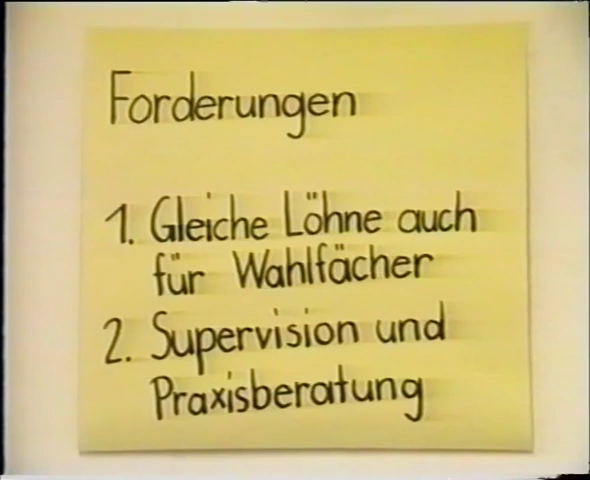 Forderungen
1. Gleiche Löhne auch
für Wahlfächer
2. Supervision und
Praxisberatung